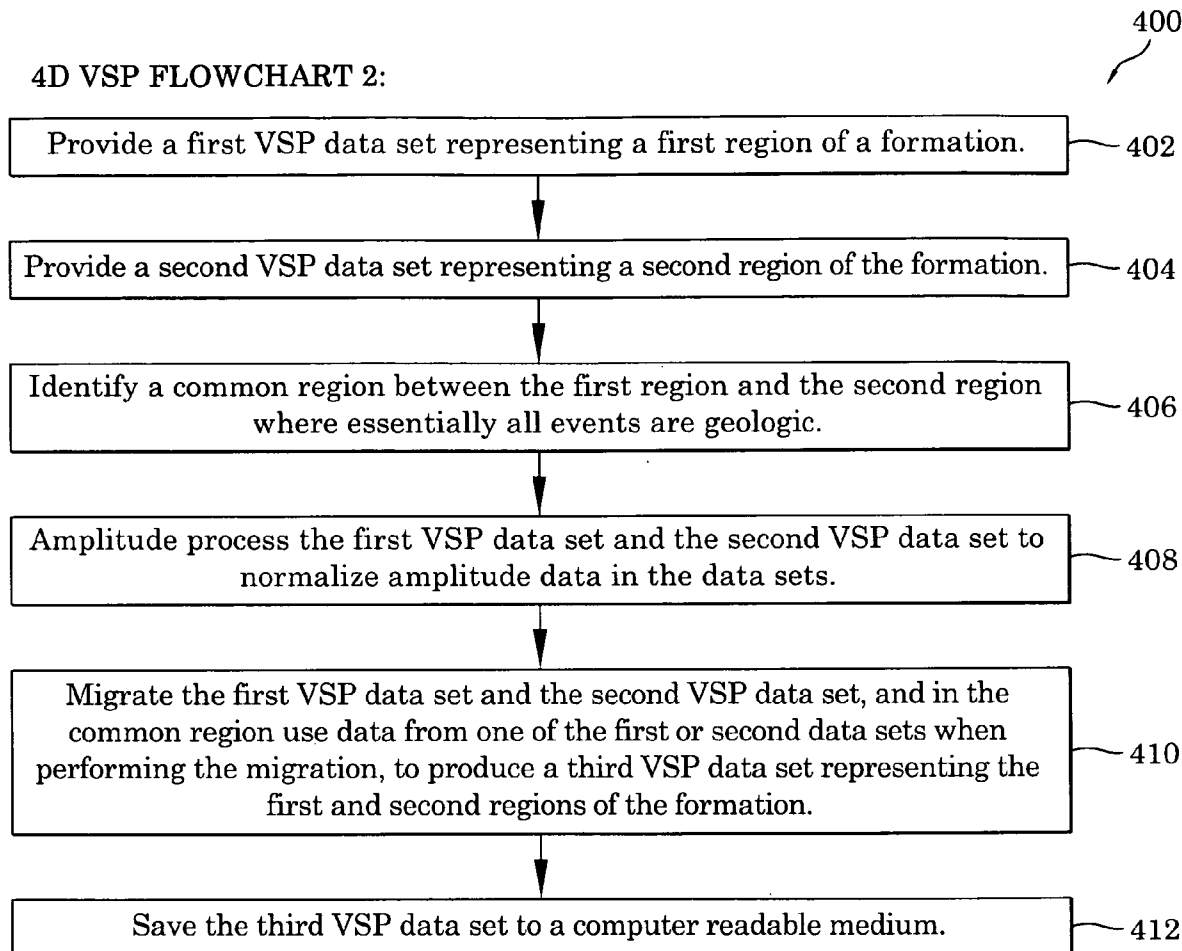 400
4D VSP FLOWCHART 2:
Provide a first VSP data set representing a first region of a formation.
402
Provide a second VSP data set representing a second region of the formation.
404
Identify a common region between the first region and the second region
where essentially all events are geologic.
406
Amplitude process the first VSP data set and the second VSP data set to
normalize amplitude data in the data sets.
408
Migrate the first VSP data set and the second VSP data set, and in the
common region use data from one of the first or second data sets when
performing the migration, to produce a third VSP data set representing the
first and second regions of the formation.
410
Save the third VSP data set to a computer readable medium.
412